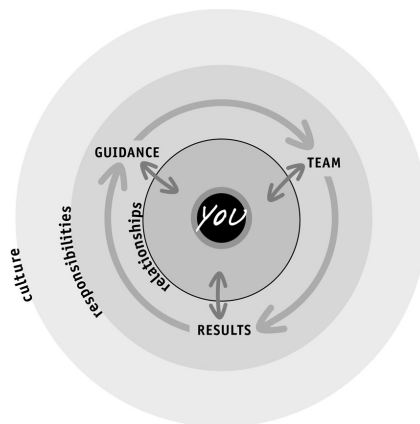 GUIDANCE
TEAM
YOU
relationships
responsibilities
culture
RESULTS